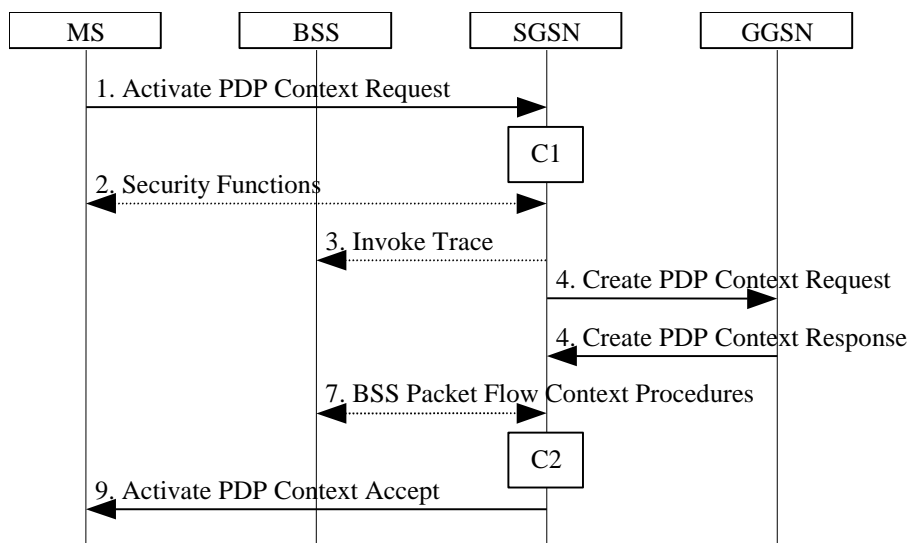 MS BSS SGSN GGSN
1. Activate PDP Context Request
C1
2. Security Functions
3. Invoke Trace
4. Create PDP Context Request
4. Create PDP Context Response
7. BSS Packet Flow Context Procedures
C2
9. Activate PDP Context Accept